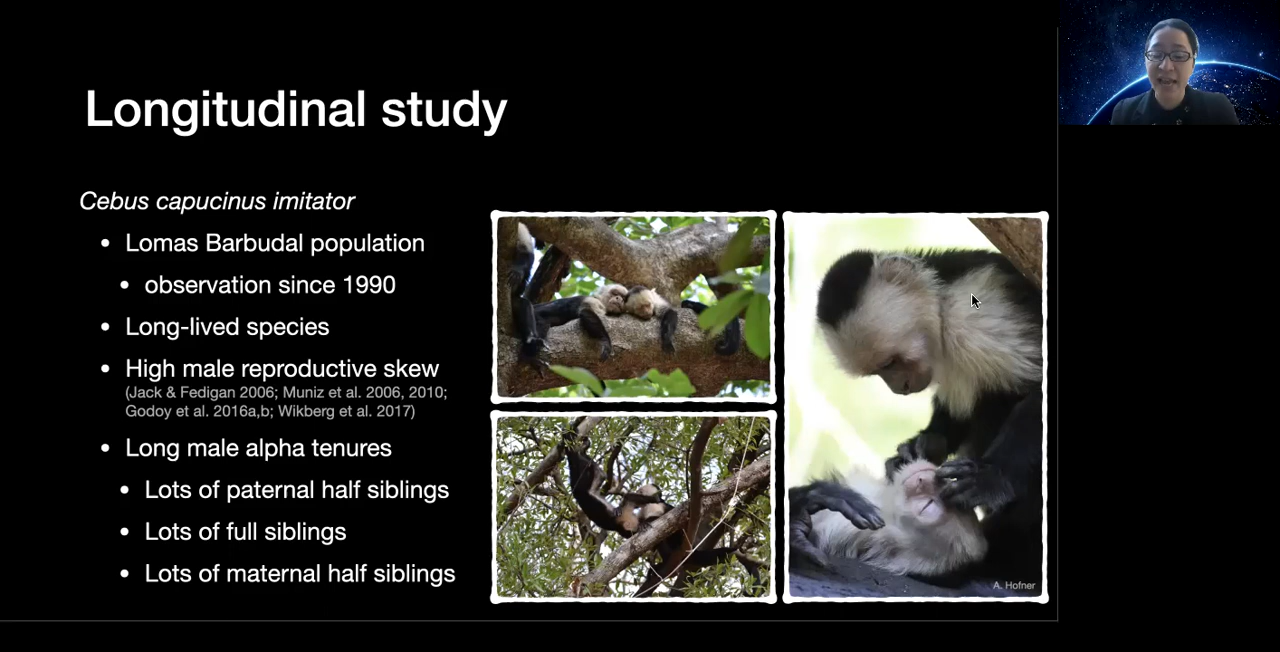 Longitudinal study
Cebus capucinus imitator
• Lomas Barbudal population
• observation since 1990
• Long-lived species
• High male reproductive skew
(Jack & Fedigan 2006; Muniz et al. 2006, 2010;
Godoy et al. 2016a,b; Wikberg et al. 2017)
• Long male alpha tenures
• Lots of paternal half siblings
• Lots of full siblings
• Lots of maternal half siblings
A. Hofner